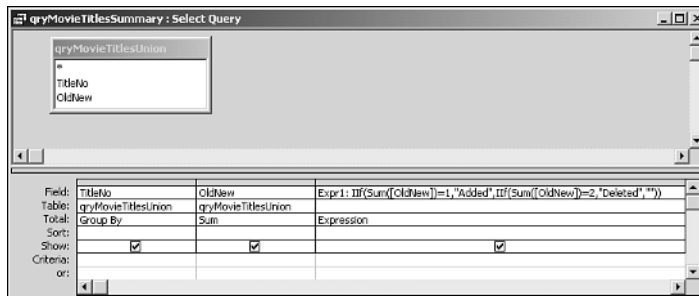 qryMovieTitlesSummary : Select Query
qryMovieTitlesUnion
*
TitleNo
OldNew
Field: TitleNo OldNew Expr1: IIf(Sum([OldNew])=1,"Added",IIf(Sum([OldNew])=2,"Deleted",""))
Table: qryMovieTitlesUnion qryMovieTitlesUnion
Total: Group By Sum Expression
Sort:
Show:
Criteria:
or: